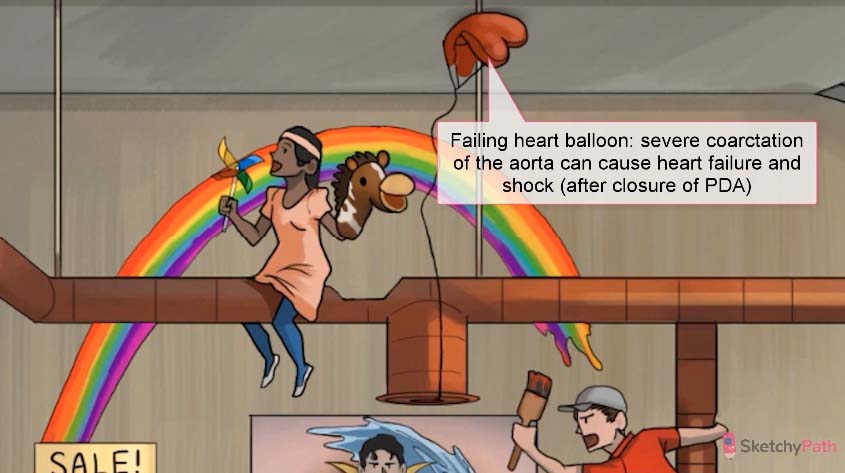 Failing heart balloon: severe coarctation
of the aorta can cause heart failure and
shock (after closure of PDA)
SketchyPath
SALE!